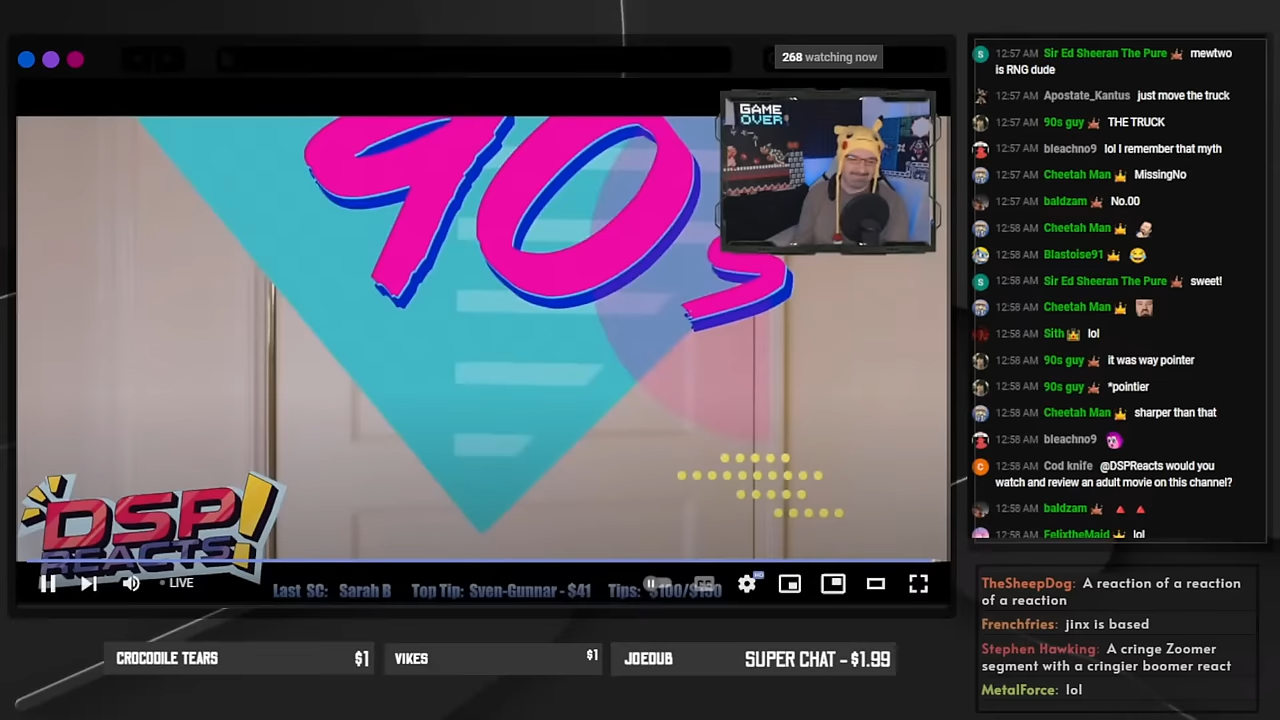 268 watching now
GAME
OVER
90s
DSP
REACTS!
LIVE
HD
Last SC: Sarah B Top Tip: Sven-Gunnar - $41 Tips: $100/$150
CROCODILE TEARS $1
VIKES $1
JOEDUB SUPER CHAT - $1.99
S 12:57 AM Sir Ed Sheeran The Pure mewtwo
is RNG dude
12:57 AM Apostate_Kantus just move the truck
12:57 AM 90s guy THE TRUCK
12:57 AM bleachno9 lol I remember that myth
12:57 AM Cheetah Man MissingNo
12:57 AM baldzam No.00
12:58 AM Cheetah Man
12:58 AM Blastoise91
S 12:58 AM Sir Ed Sheeran The Pure sweet!
12:58 AM Cheetah Man
12:58 AM Sith lol
12:58 AM 90s guy it was way pointer
12:58 AM 90s guy *pointier
12:58 AM Cheetah Man sharper than that
12:58 AM bleachno9
C 12:58 AM Cod knife @DSPReacts would you
watch and review an adult movie on this channel?
12:58 AM baldzam
12:58 AM FelixtheMaid lol
TheSheepDog: A reaction of a reaction
of a reaction
Frenchfries: jinx is based
Stephen Hawking: A cringe Zoomer
segment with a cringier boomer react
MetalForce: lol